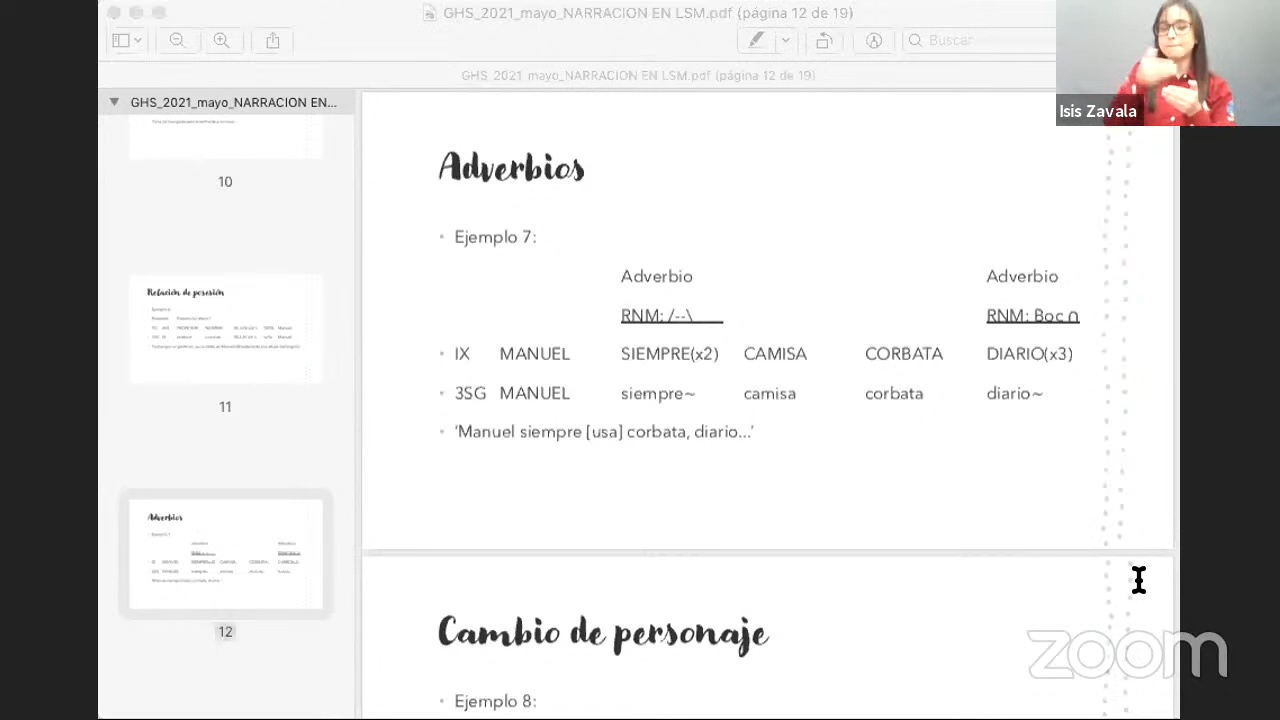 GHS_2021_mayo_NARRACION EN LSM.pdf (página 12 de 19)
Buscar
GHS_2021_mayo_NARRACION EN LSM.pdf (página 12 de 19)
Isis Zavala
GHS_2021_mayo_NARRACION EN...
10
Relación de posesión
11
Adverbios
12
Adverbios
• Ejemplo 7:
Adverbio Adverbio
RNM: /--\ RNM: Boc ∩
• IX MANUEL SIEMPRE(x2) CAMISA CORBATA DIARIO(x3)
• 3SG MANUEL siempre~ camisa corbata diario~
• ‘Manuel siempre [usa] corbata, diario...’
Cambio de personaje
• Ejemplo 8:
zoom